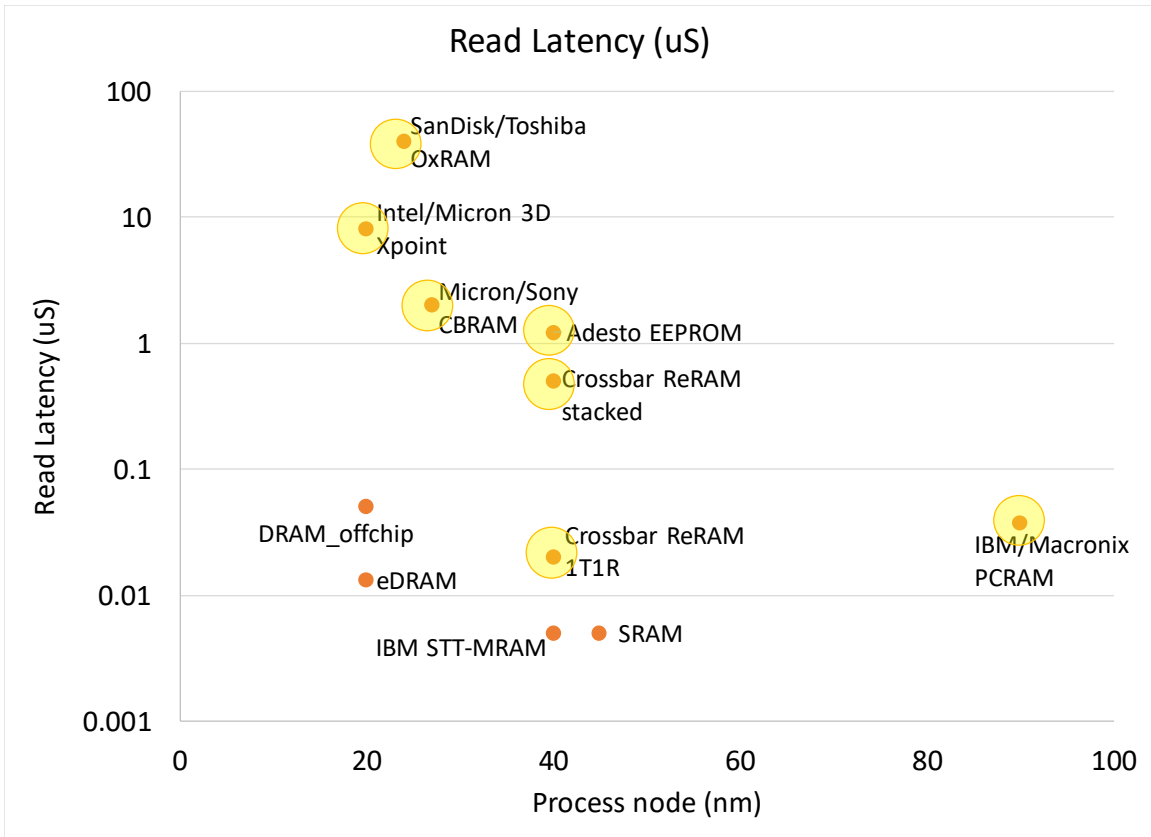 Read Latency (uS)
100
10
1
0.1
0.01
0.001
Read Latency (uS)
SanDisk/Toshiba
OxRAM
Intel/Micron 3D
Xpoint
Micron/Sony
CBRAM
Adesto EEPROM
Crossbar ReRAM
stacked
DRAM_offchip
Crossbar ReRAM
1T1R
IBM/Macronix
PCRAM
eDRAM
IBM STT-MRAM
SRAM
0
20
40
60
80
100
Process node (nm)